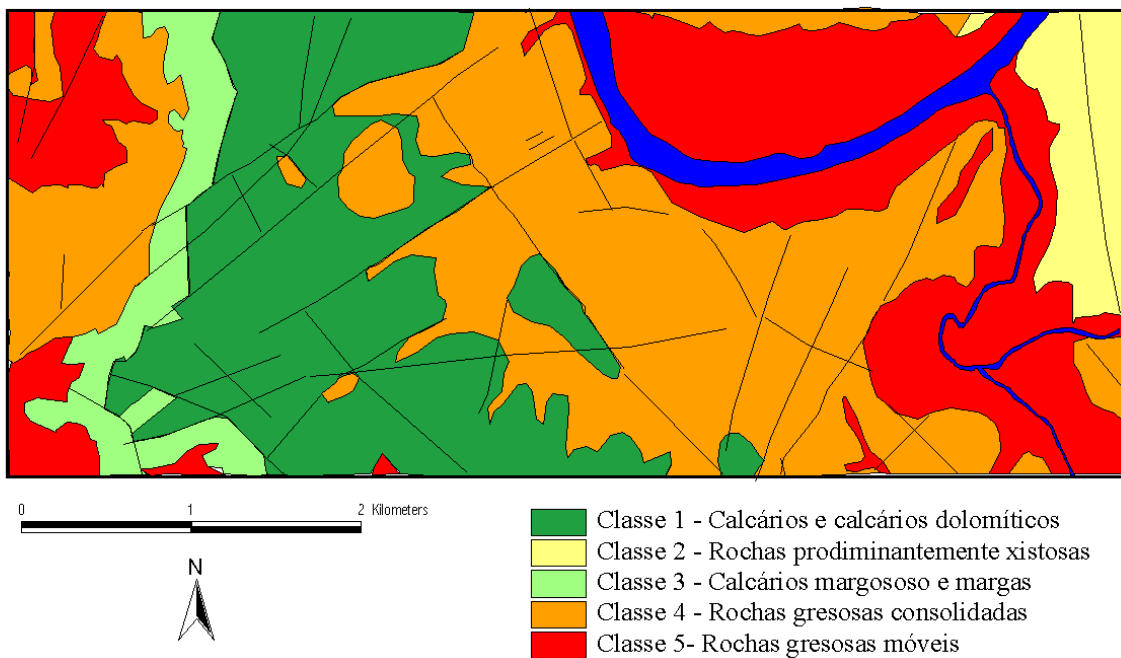 0 1 2 Kilometers
N
Classe 1 - Calcários e calcários dolomíticos
Classe 2 - Rochas prodiminantemente xistosas
Classe 3 - Calcários margososo e margas
Classe 4 - Rochas gresosas consolidadas
Classe 5- Rochas gresosas móveis